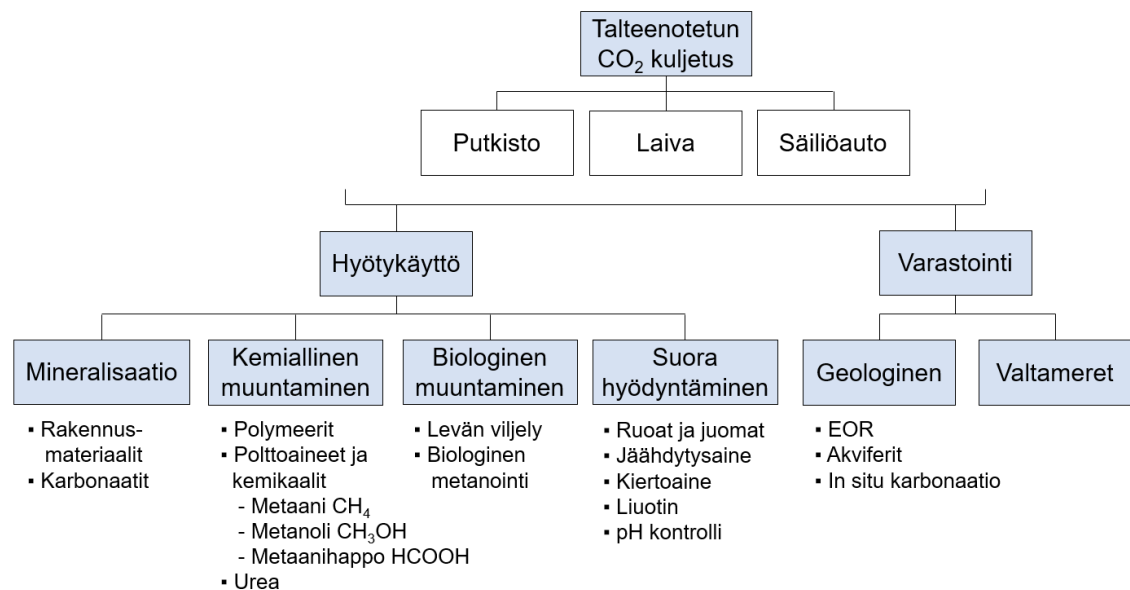 Talteenotetun
CO₂ kuljetus
Putkisto
Laiva
Säiliöauto
Hyötykäyttö
Varastointi
Mineralisaatio
Kemiallinen
muuntaminen
Biologinen
muuntaminen
Suora
hyödyntäminen
Geologinen
Valtameret
▪ Rakennus-
materiaalit
▪ Karbonaatit
▪ Polymeerit
▪ Polttoaineet ja
kemikaalit
- Metaani CH₄
- Metanoli CH₃OH
- Metaanihappo HCOOH
▪ Urea
▪ Levän viljely
▪ Biologinen
metanointi
▪ Ruoat ja juomat
▪ Jäähdytysaine
▪ Kiertoaine
▪ Liuotin
▪ pH kontrolli
▪ EOR
▪ Akviferit
▪ In situ karbonaatio